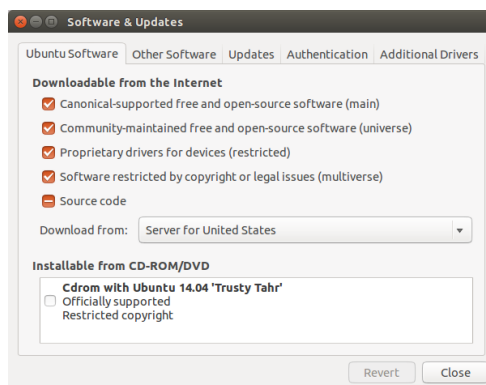 Software & Updates
Ubuntu Software Other Software Updates Authentication Additional Drivers
Downloadable from the Internet
Canonical-supported free and open-source software (main)
Community-maintained free and open-source software (universe)
Proprietary drivers for devices (restricted)
Software restricted by copyright or legal issues (multiverse)
Source code
Download from: Server for United States
Installable from CD-ROM/DVD
Cdrom with Ubuntu 14.04 'Trusty Tahr'
Officially supported
Restricted copyright
Revert Close